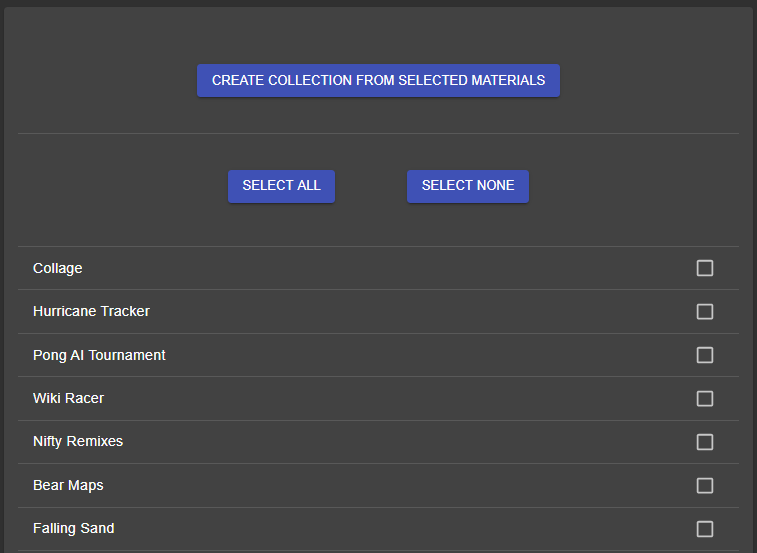 CREATE COLLECTION FROM SELECTED MATERIALS
SELECT ALL
SELECT NONE
Collage
Hurricane Tracker
Pong AI Tournament
Wiki Racer
Nifty Remixes
Bear Maps
Falling Sand